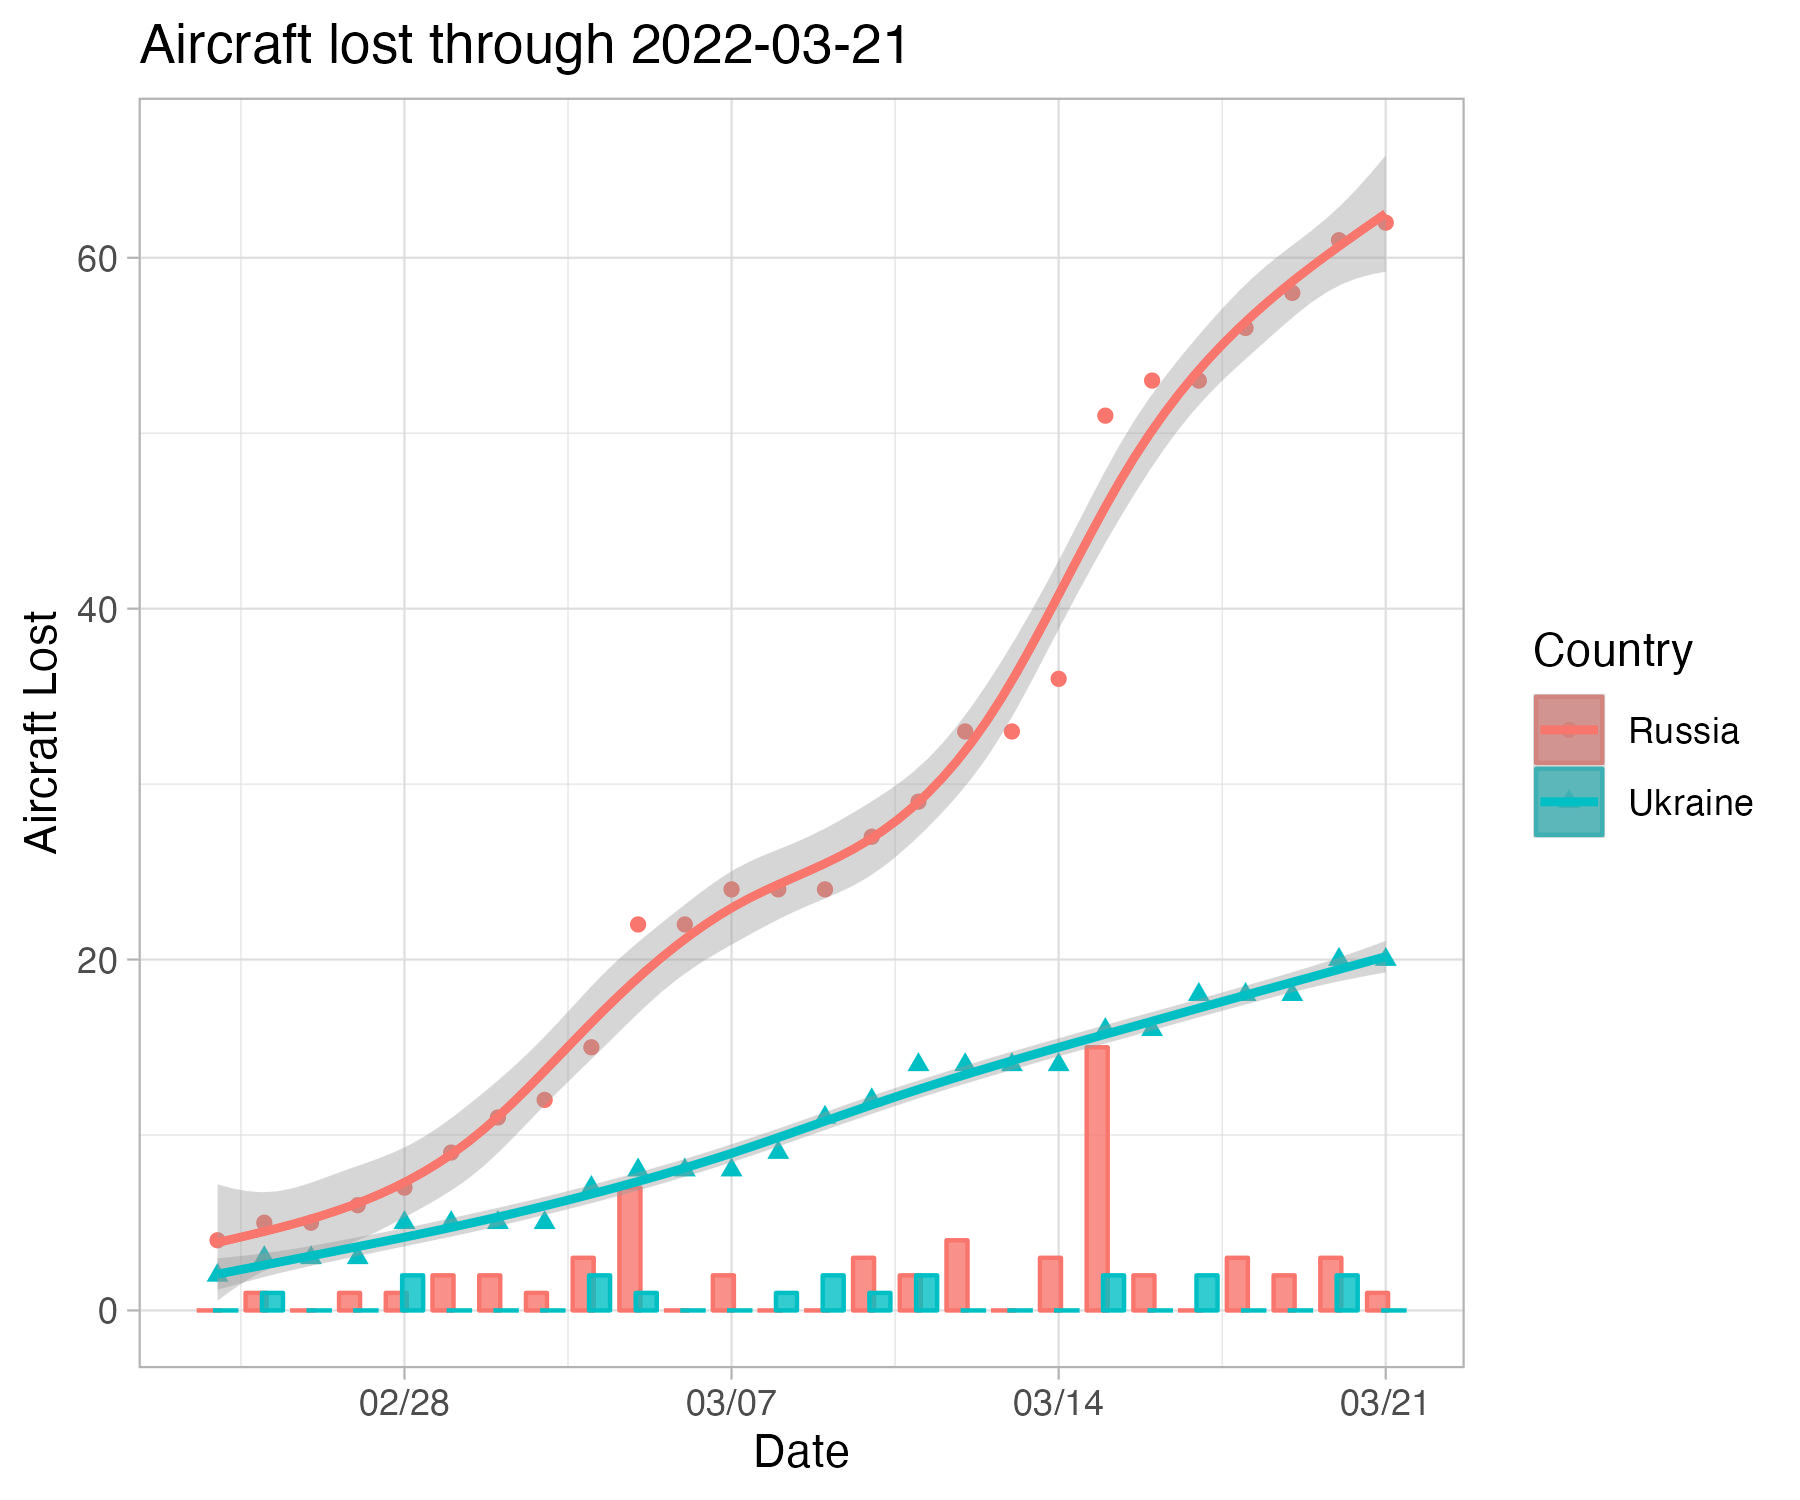 Aircraft lost through 2022-03-21
Aircraft Lost
60
40
20
0
02/28
03/07
03/14
03/21
Date
Country
Russia
Ukraine